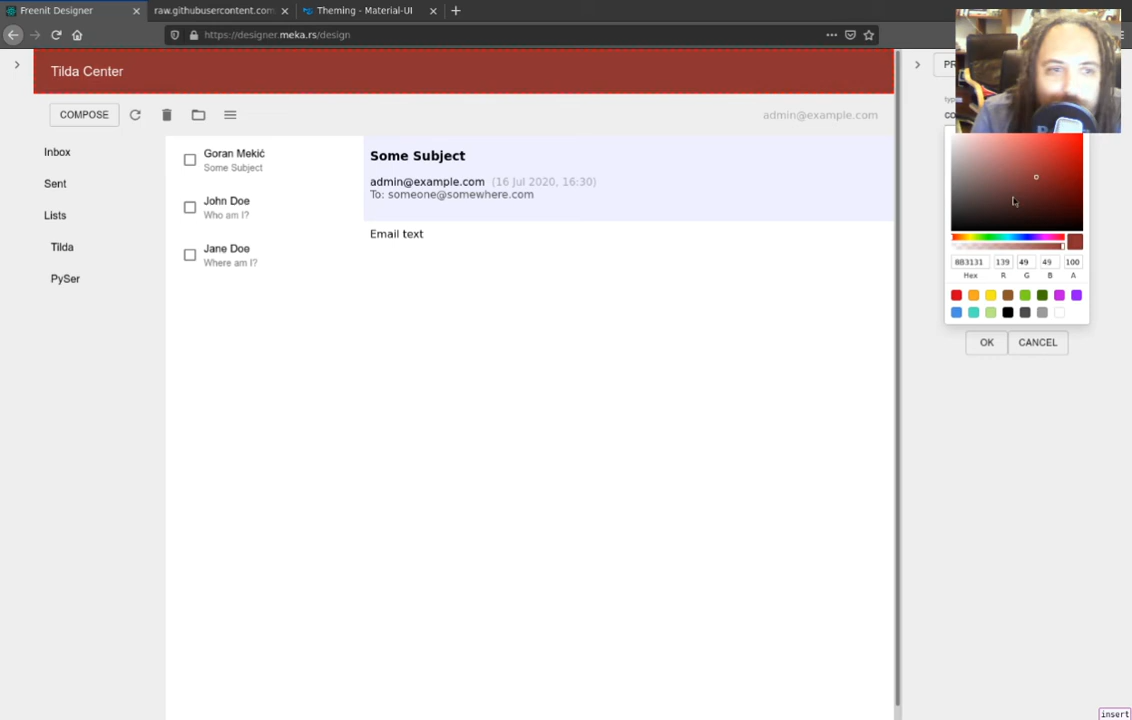 Freenit Designer
raw.githubusercontent.com
Theming - Material-UI
https://designer.meka.rs/design
Tilda Center
COMPOSE
admin@example.com
Inbox
Sent
Lists
Tilda
PySer
Goran Mekić
Some Subject
John Doe
Who am I?
Jane Doe
Where am I?
Some Subject
admin@example.com (16 Jul 2020, 16:30)
To: someone@somewhere.com
Email text
8B3131 139 49 49 100
Hex R G B A
OK CANCEL
insert